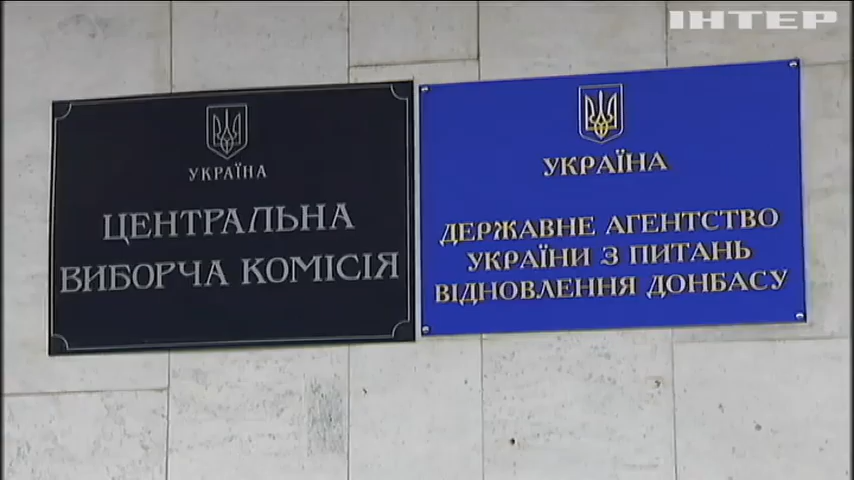 ІНТЕР
УКРАЇНА
ЦЕНТРАЛЬНА
ВИБОРЧА КОМІСІЯ
УКРАЇНА
ДЕРЖАВНЕ АГЕНТСТВО
УКРАЇНИ З ПИТАНЬ
ВІДНОВЛЕННЯ ДОНБАСУ